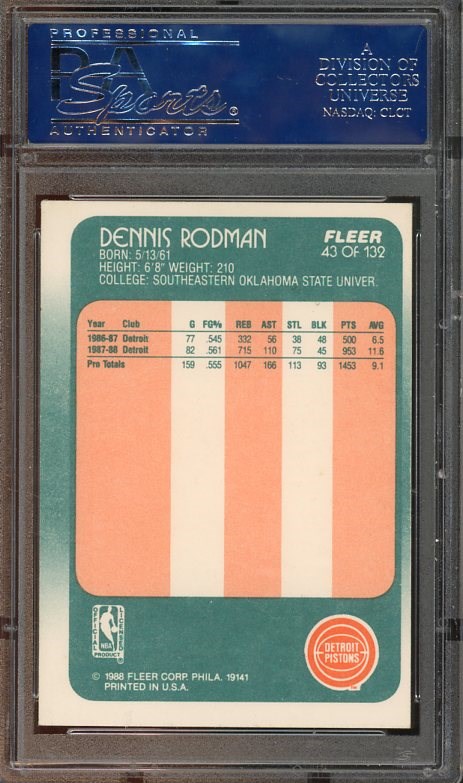 PROFESSIONAL
PSA
Sports®
AUTHENTICATOR
A
DIVISION OF
COLLECTORS
UNIVERSE
NASDAQ: CLCT
DENNIS RODMAN
FLEER
43 OF 132
BORN: 5/13/61
HEIGHT: 6'8" WEIGHT: 210
COLLEGE: SOUTHEASTERN OKLAHOMA STATE UNIVER.
Year Club G FG% REB AST STL BLK PTS AVG
1986-87 Detroit 77 .545 332 56 38 48 500 6.5
1987-88 Detroit 82 .561 715 110 75 45 953 11.6
Pro Totals 159 .555 1047 166 113 93 1453 9.1
OFFICIAL
LICENSED
NBA
PRODUCT
DETROIT
PISTONS
© 1988 FLEER CORP. PHILA. 19141
PRINTED IN U.S.A.